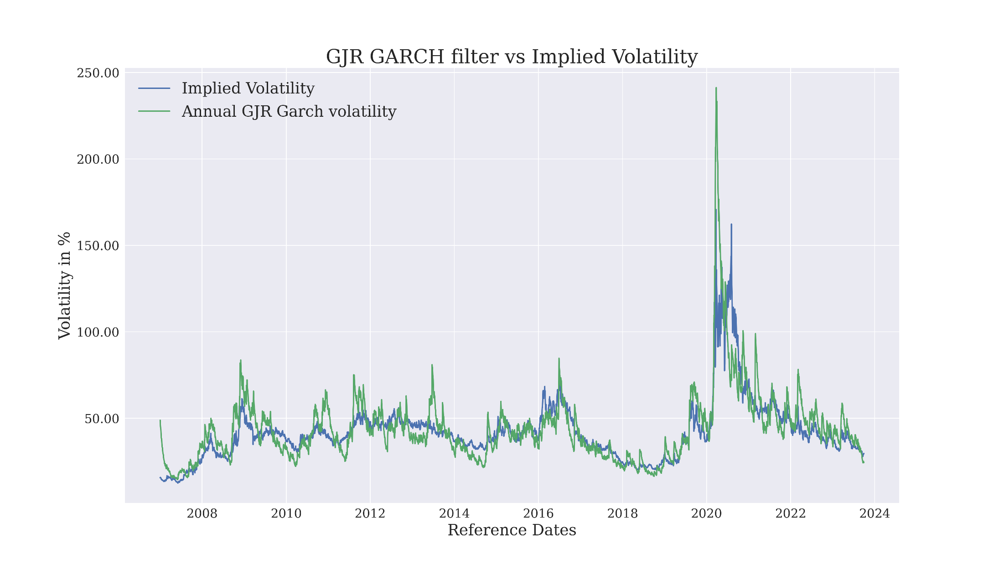 GJR GARCH filter vs Implied Volatility
250.00
200.00
150.00
100.00
50.00
Volatility in %
Implied Volatility
Annual GJR Garch volatility
2008 2010 2012 2014 2016 2018 2020 2022 2024
Reference Dates